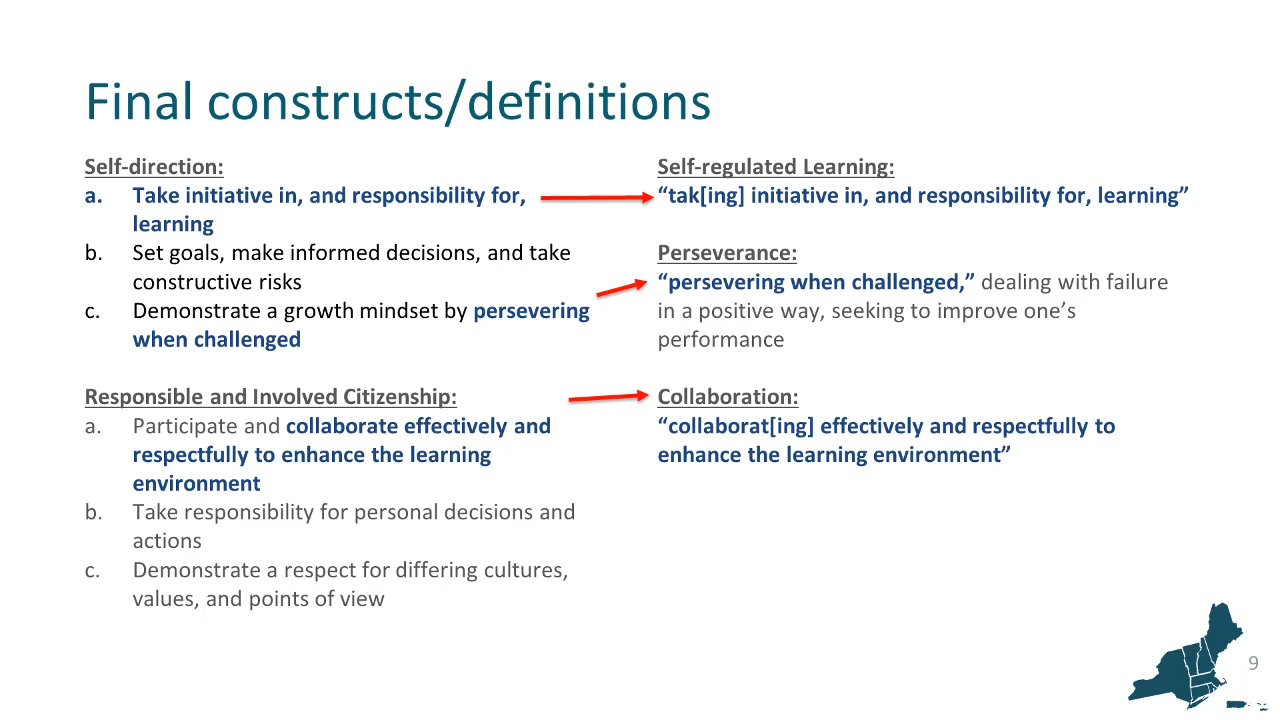 Final constructs/definitions
Self-direction:
a. Take initiative in, and responsibility for,
learning
b. Set goals, make informed decisions, and take
constructive risks
c. Demonstrate a growth mindset by persevering
when challenged
Responsible and Involved Citizenship:
a. Participate and collaborate effectively and
respectfully to enhance the learning
environment
b. Take responsibility for personal decisions and
actions
c. Demonstrate a respect for differing cultures,
values, and points of view
Self-regulated Learning:
“tak[ing] initiative in, and responsibility for, learning”
Perseverance:
“persevering when challenged,” dealing with failure
in a positive way, seeking to improve one’s
performance
Collaboration:
“collaborat[ing] effectively and respectfully to
enhance the learning environment”
9